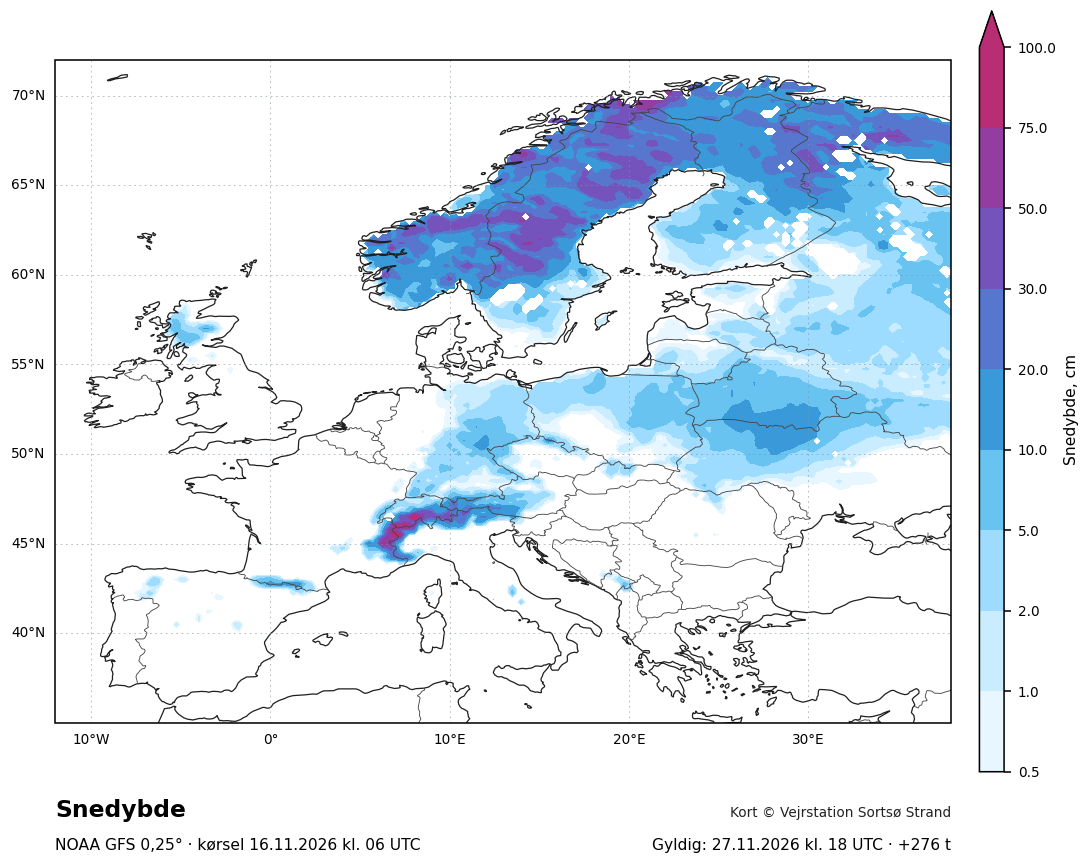 70°N
65°N
60°N
55°N
50°N
45°N
40°N
10°W
0°
10°E
20°E
30°E
100.0
75.0
50.0
30.0
20.0
10.0
5.0
2.0
1.0
0.5
Snedybde, cm
Snedybde
Kort © Vejrstation Sortsø Strand
NOAA GFS 0,25° · kørsel 16.11.2026 kl. 06 UTC
Gyldig: 27.11.2026 kl. 18 UTC · +276 t